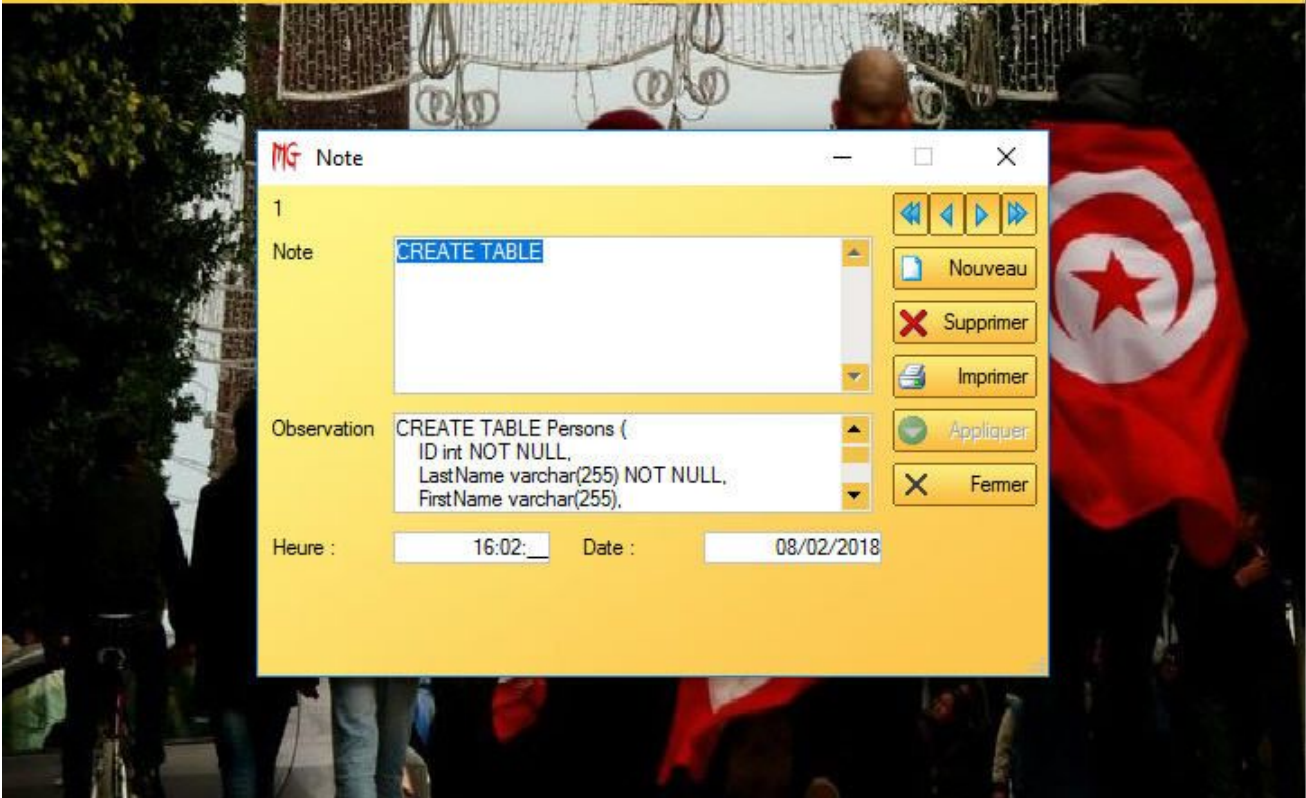 MG Note
1
Note
CREATE TABLE
Nouveau
Supprimer
Imprimer
Observation
CREATE TABLE Persons (
ID int NOT NULL,
LastName varchar(255) NOT NULL,
FirstName varchar(255),
Appliquer
Fermer
Heure :
16:02:__
Date :
08/02/2018